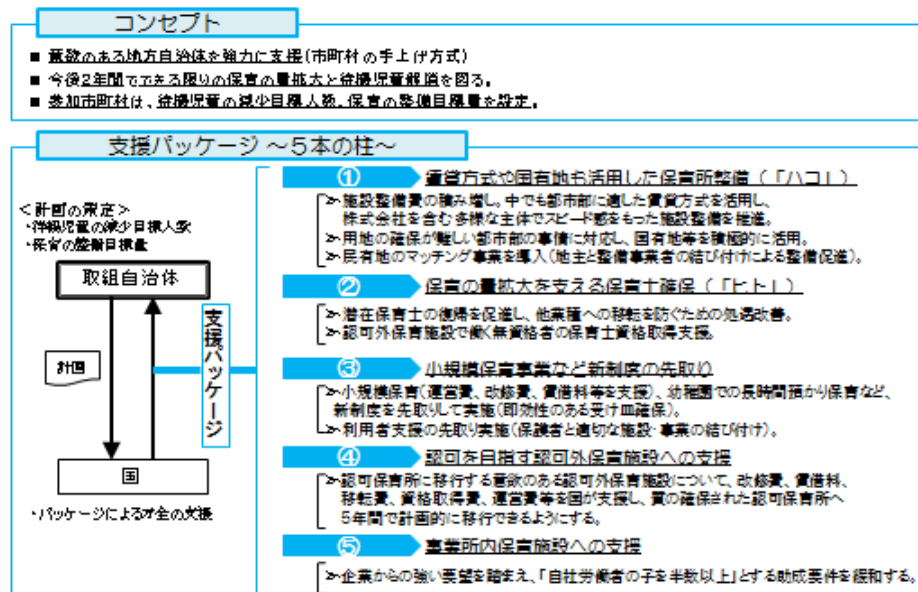 コンセプト
■ 意欲のある地方自治体を強力に支援(市町村の手上げ方式)
■ 今後2年間でできる限りの保育の量拡大と待機児童解消を図る。
■ 参加市町村は、待機児童の減少目標人数、保育の整備目標量を設定。
支援パッケージ ～5本の柱～
＜計画の策定＞
・待機児童の減少目標人数
・保育の整備目標量
取組自治体
計画
支援パッケージ
国
・パッケージによる万全の支援
① 賃貸方式や国有地も活用した保育所整備（「ハコ」）
➢施設整備費の積み増し。中でも都市部に適した賃貸方式を活用し、
株式会社を含む多様な主体でスピード感をもった施設整備を推進。
➢用地の確保が難しい都市部の事情に対応し、国有地等を積極的に活用。
➢民有地のマッチング事業を導入(地主と整備事業者の結び付けによる整備促進)。
② 保育の量拡大を支える保育士確保（「ヒト」）
➢潜在保育士の復帰を促進し、他業種への移転を防ぐための処遇改善。
➢認可外保育施設で働く無資格者の保育士資格取得支援。
③ 小規模保育事業など新制度の先取り
➢小規模保育(運営費、改修費、賃借料等を支援)、幼稚園での長時間預かり保育など、
新制度を先取りして実施(即効性のある受け皿確保)。
➢利用者支援の先取り実施(保護者と適切な施設・事業の結び付け)。
④ 認可を目指す認可外保育施設への支援
➢認可保育所に移行する意欲のある認可外保育施設について、改修費、賃借料、
移転費、資格取得費、運営費等を国が支援し、質の確保された認可保育所へ
5年間で計画的に移行できるようにする。
⑤ 事業所内保育施設への支援
➢企業からの強い要望を踏まえ、「自社労働者の子を半数以上」とする助成要件を緩和する。